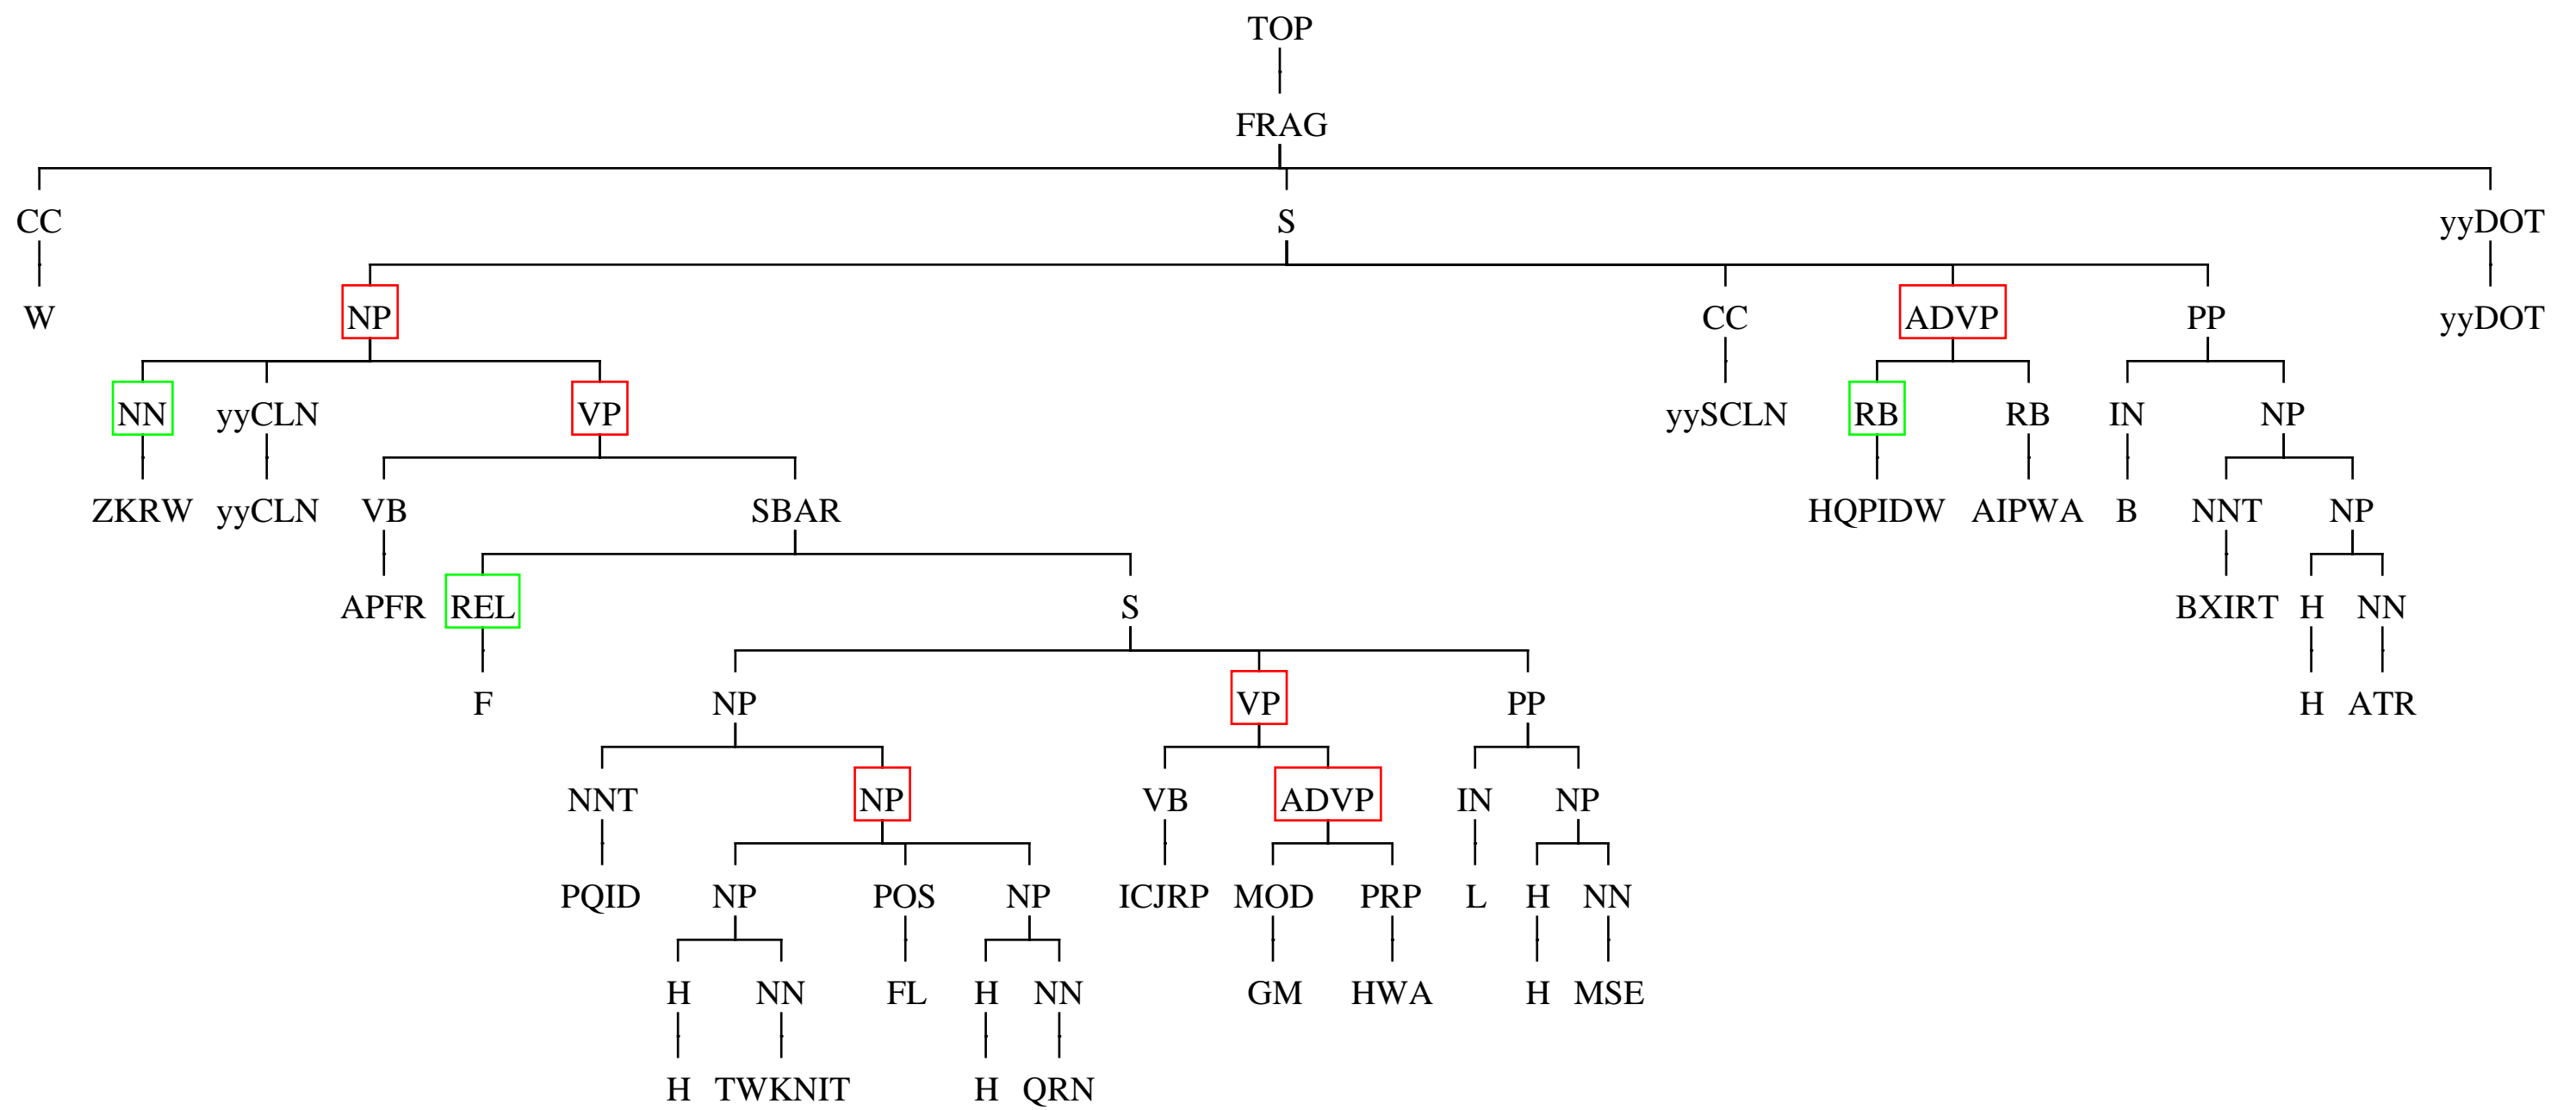 TOP
FRAG
CC S yyDOT
W NP CC ADVP PP yyDOT
NN yyCLN VP yySCLN RB RB IN NP
ZKRW yyCLN VB SBAR HQPIDW AIPWA B NNT NP
APFR REL S BXIRT H NN
F NP VP PP H ATR
NNT NP VB ADVP IN NP
PQID NP POS NP ICJRP MOD PRP L H NN
H NN FL H NN GM HWA H MSE
H TWKNIT H QRN